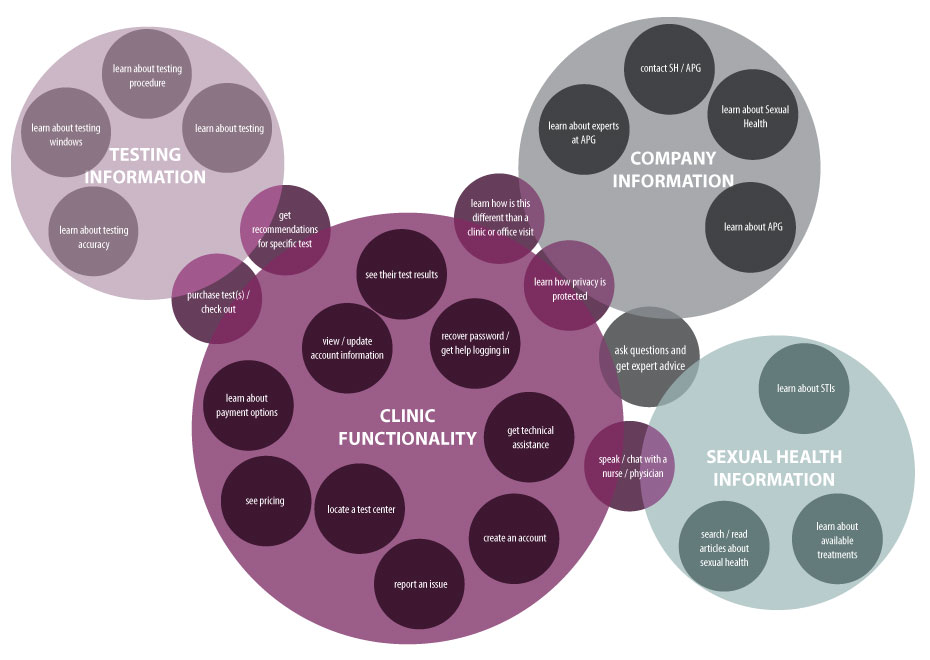 learn about testing
procedure
learn about testing
windows
learn about testing
TESTING
INFORMATION
learn about testing
accuracy
contact SH / APG
learn about Sexual
Health
learn about experts
at APG
COMPANY
INFORMATION
learn about APG
get
recommendations
for specific test
purchase test(s) /
check out
learn how is this
different than a
clinic or office visit
learn how privacy is
protected
ask questions and
get expert advice
speak / chat with a
nurse / physician
see their test results
view / update
account information
recover password /
get help logging in
learn about
payment options
CLINIC
FUNCTIONALITY
get technical
assistance
see pricing
locate a test center
create an account
report an issue
learn about STIs
SEXUAL HEALTH
INFORMATION
search / read
articles about
sexual health
learn about
available
treatments